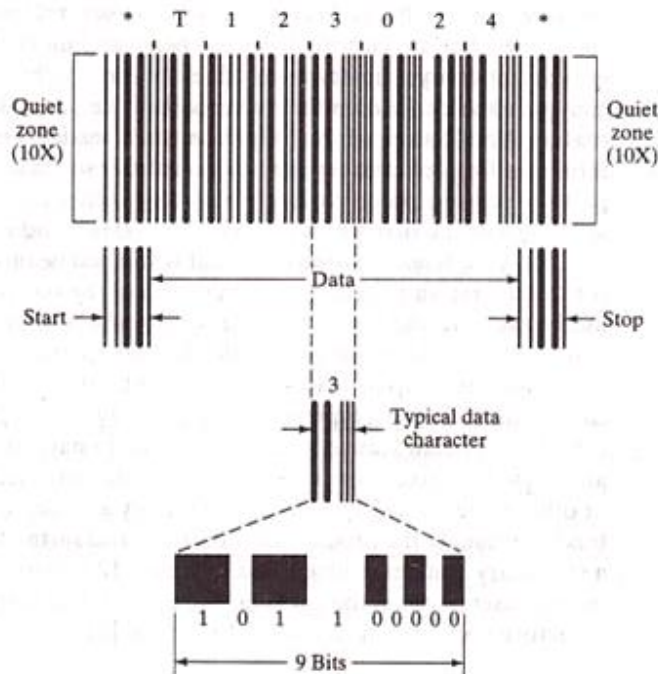 * T 1 2 3 0 2 4 *
Quiet zone (10X)
Quiet zone (10X)
Data
Start
Stop
3
Typical data character
1 0 1 1 0 0 0 0 0
9 Bits